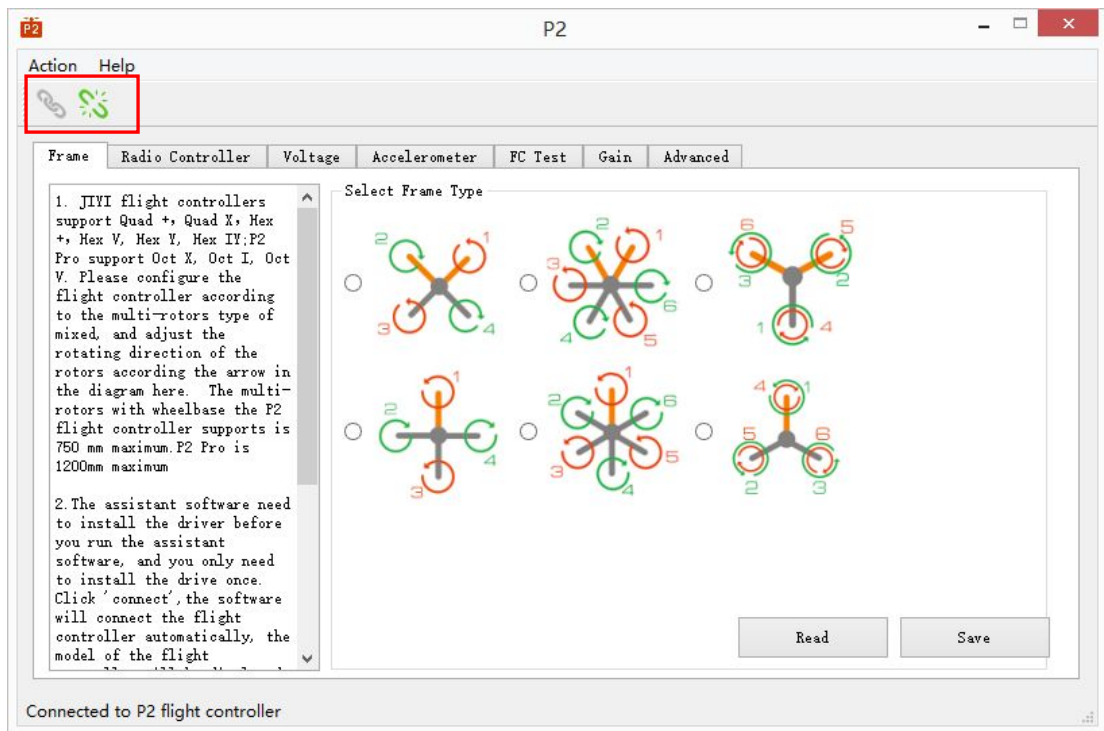 P2
P2
Action Help
Frame Radio Controller Voltage Accelerometer FC Test Gain Advanced
1. JIYI flight controllers
support Quad +, Quad X, Hex
+, Hex V, Hex Y, Hex IY;P2
Pro support Oct X, Oct I, Oct
V. Please configure the
flight controller according
to the multi-rotors type of
mixed, and adjust the
rotating direction of the
rotors according the arrow in
the diagram here. The multi-
rotors with wheelbase the P2
flight controller supports is
750 mm maximum.P2 Pro is
1200mm maximum
2.The assistant software need
to install the driver before
you run the assistant
software, and you only need
to install the drive once.
Click 'connect',the software
will connect the flight
controller automatically, the
model of the flight
Select Frame Type
2 1
3 4
2 1
3 6
4 5
6 5
3 2
1 4
1
2 4
3
1
2 6
3 5
4
4 1
5 6
2 3
Read Save
Connected to P2 flight controller